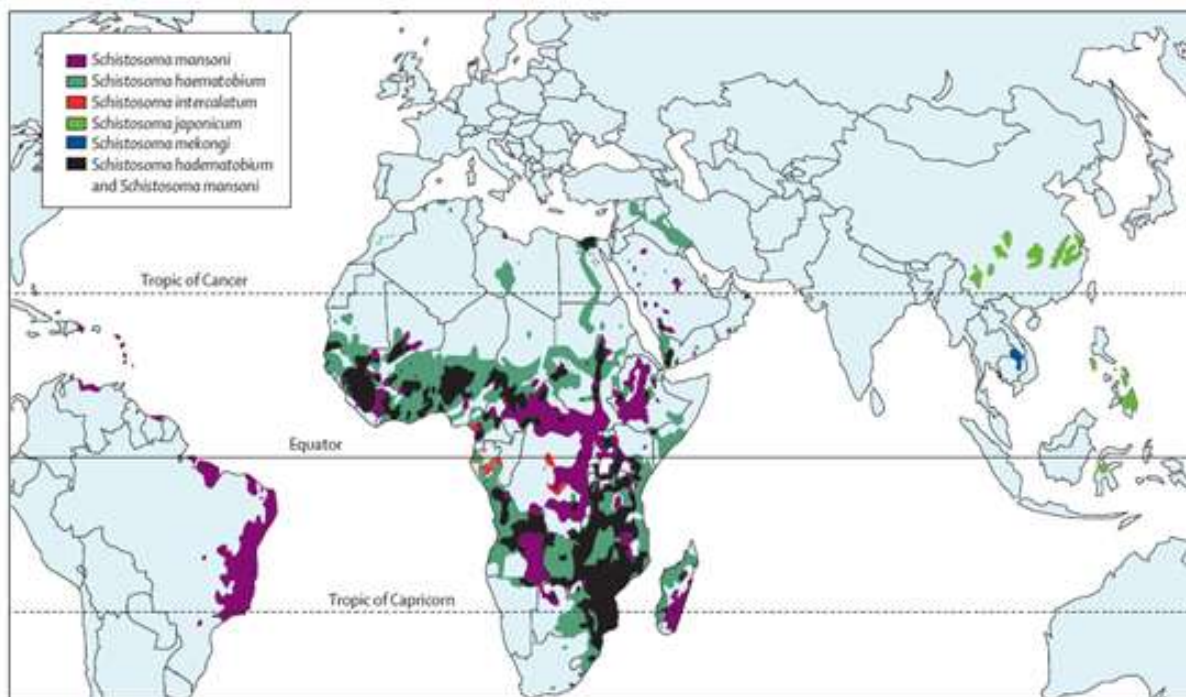 Schistosoma mansoni
Schistosoma haematobium
Schistosoma intercalatum
Schistosoma japonicum
Schistosoma mekongi
Schistosoma hadematobium
and Schistosoma mansoni
Tropic of Cancer
Equator
Tropic of Capricorn